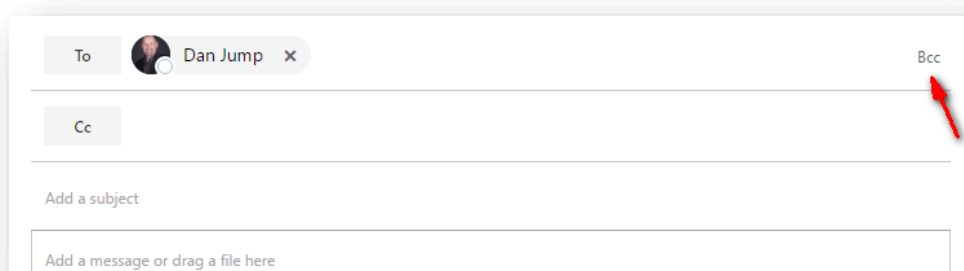 To Dan Jump × Bcc
Cc
Add a subject
Add a message or drag a file here